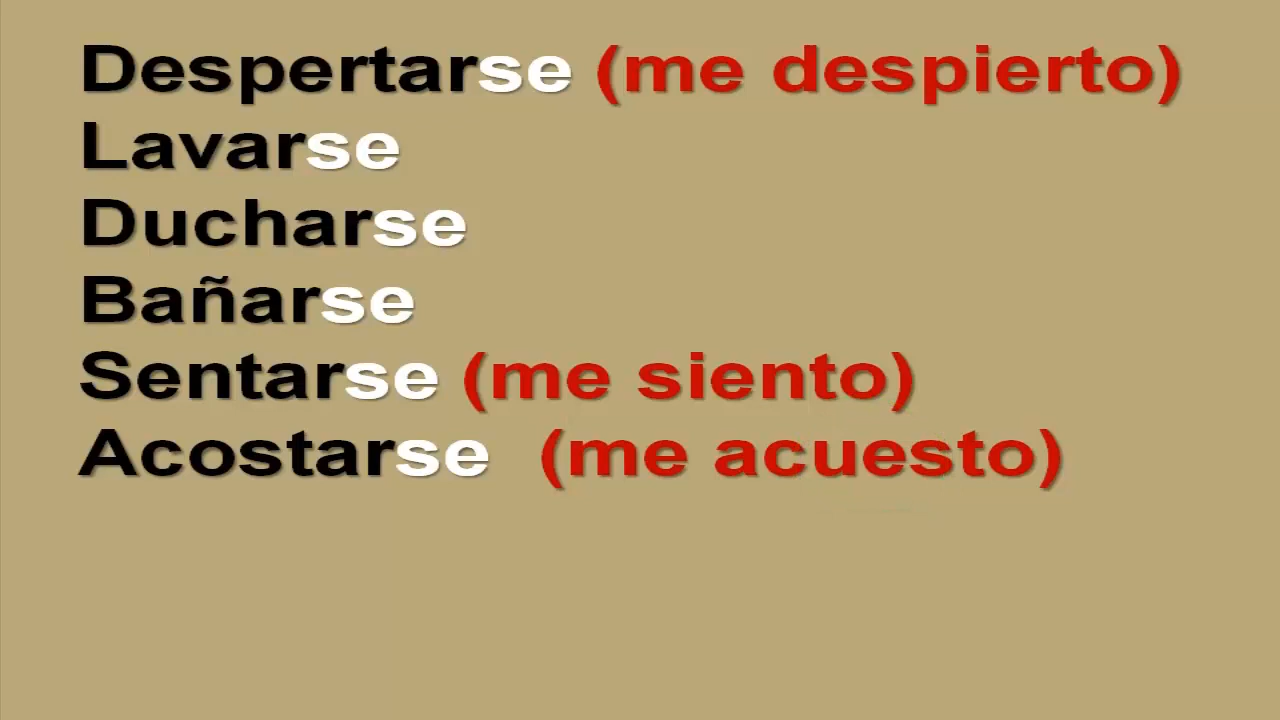 Despertarse (me despierto)
Lavarse
Ducharse
Bañarse
Sentarse (me siento)
Acostarse (me acuesto)